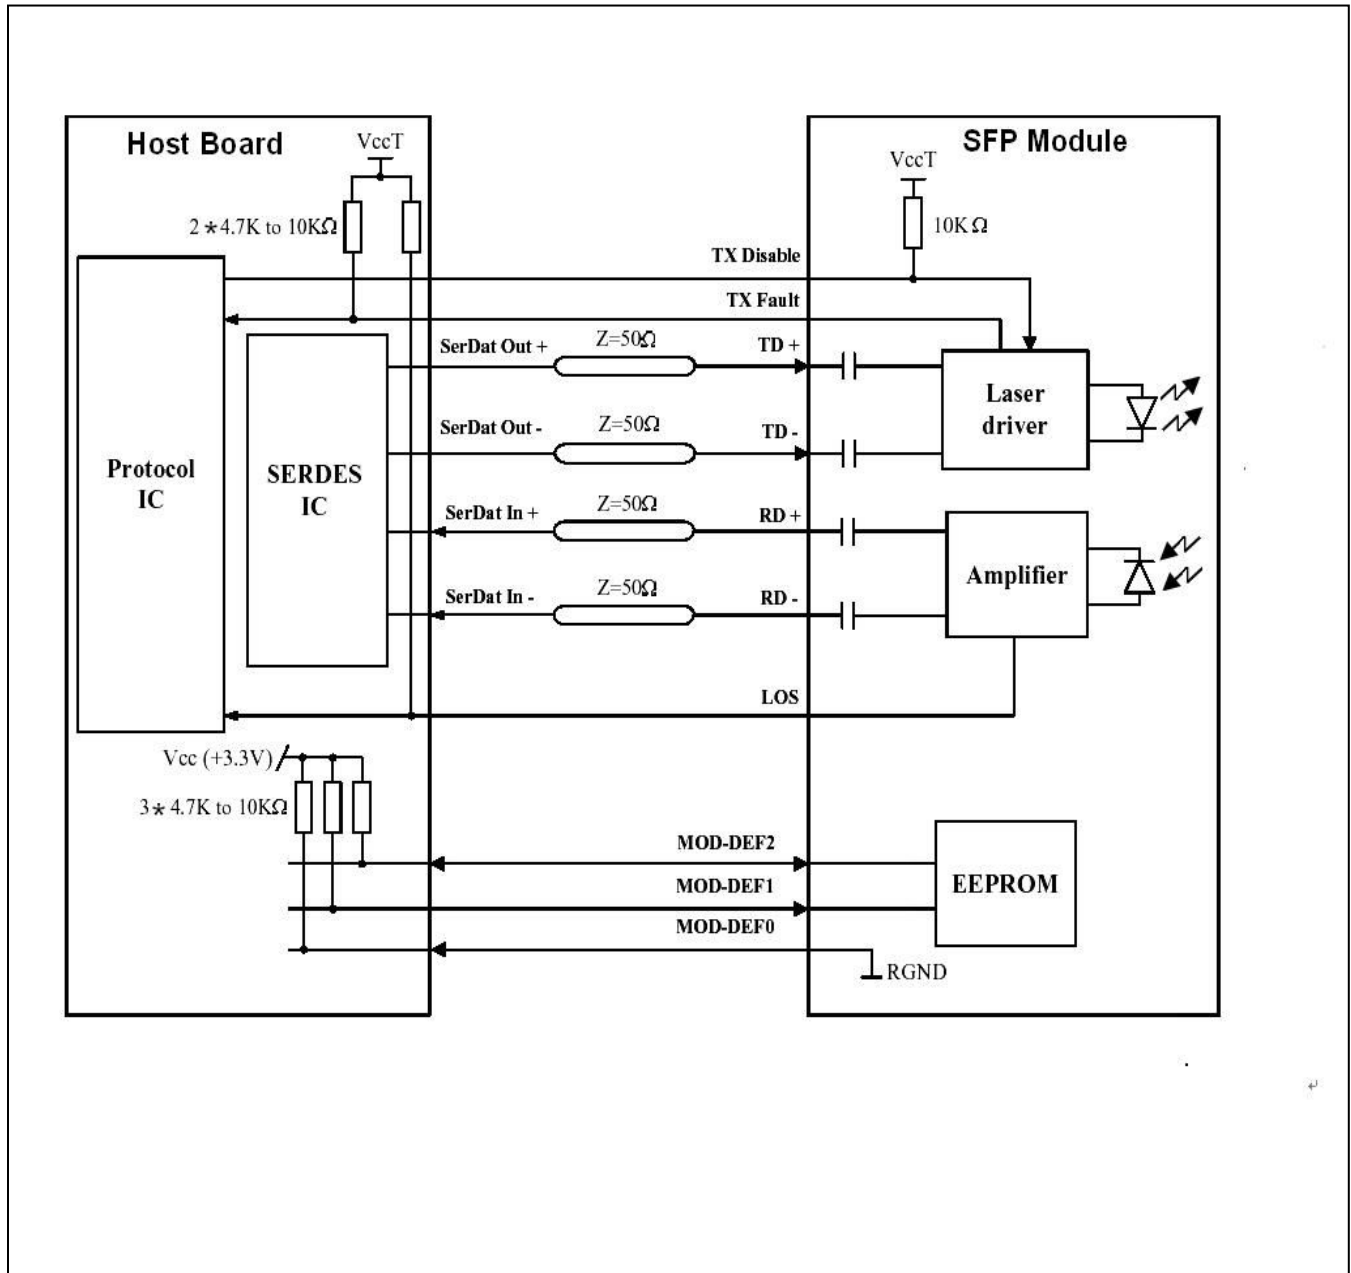 Host Board
VccT
2*4.7K to 10KΩ
SFP Module
VccT
10KΩ
TX Disable
TX Fault
SerDat Out +
Z=50Ω
TD +
SerDat Out -
Z=50Ω
TD -
SerDat In +
Z=50Ω
RD +
SerDat In -
Z=50Ω
RD -
Protocol
IC
SERDES
IC
Laser
driver
Amplifier
LOS
Vcc (+3.3V)
3* 4.7K to 10KΩ
MOD-DEF2
MOD-DEF1
MOD-DEF0
EEPROM
RGND